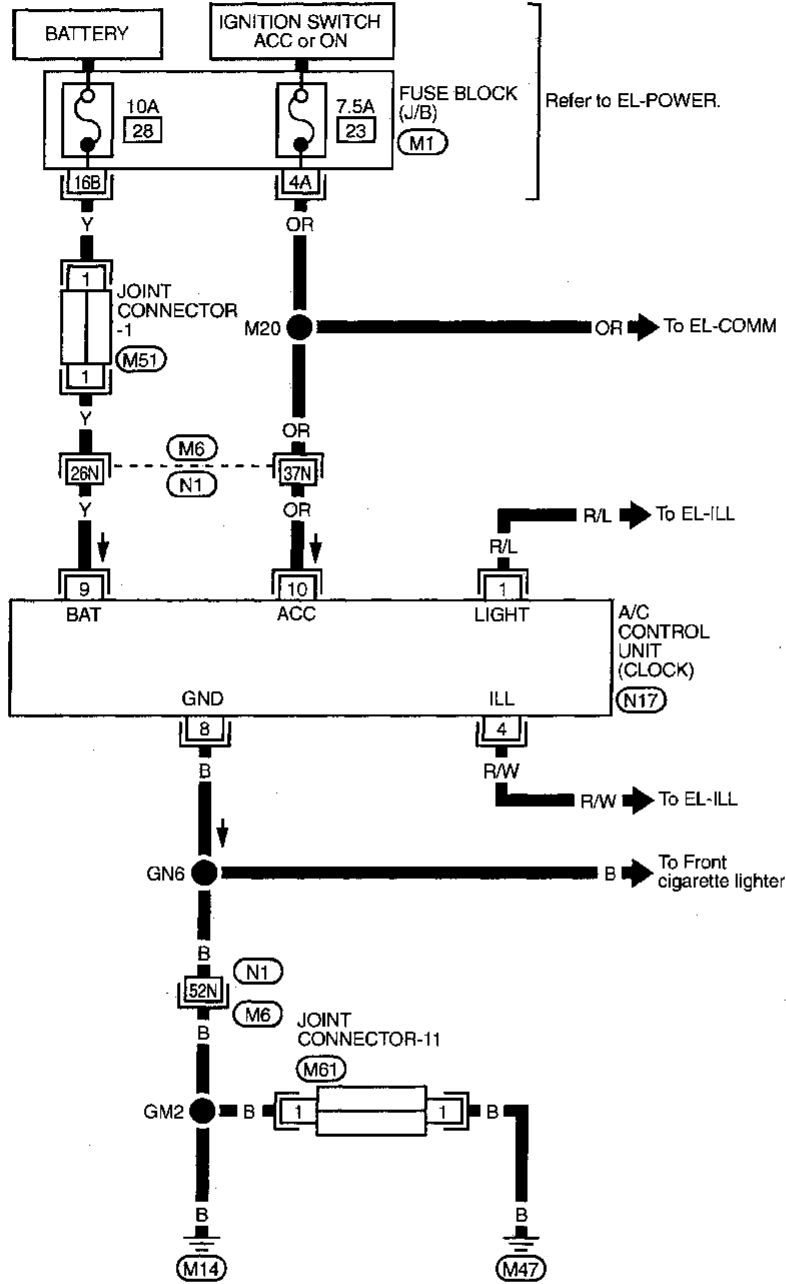 BATTERY
IGNITION SWITCH
ACC or ON
10A
28
7.5A
23
FUSE BLOCK
(J/B)
M1
Refer to EL-POWER.
16B
4A
Y
OR
1
JOINT
CONNECTOR
-1
M51
1
M20
OR
To EL-COMM
Y
OR
26N
M6
N1
37N
Y
OR
R/L
To EL-ILL
R/L
9
10
1
BAT
ACC
LIGHT
A/C
CONTROL
UNIT
(CLOCK)
N17
GND
ILL
8
4
B
R/W
R/W
To EL-ILL
GN6
B
To Front
cigarette lighter
B
52N
N1
M6
B
JOINT
CONNECTOR-11
M61
GM2
B
1
1
B
B
B
M14
M47